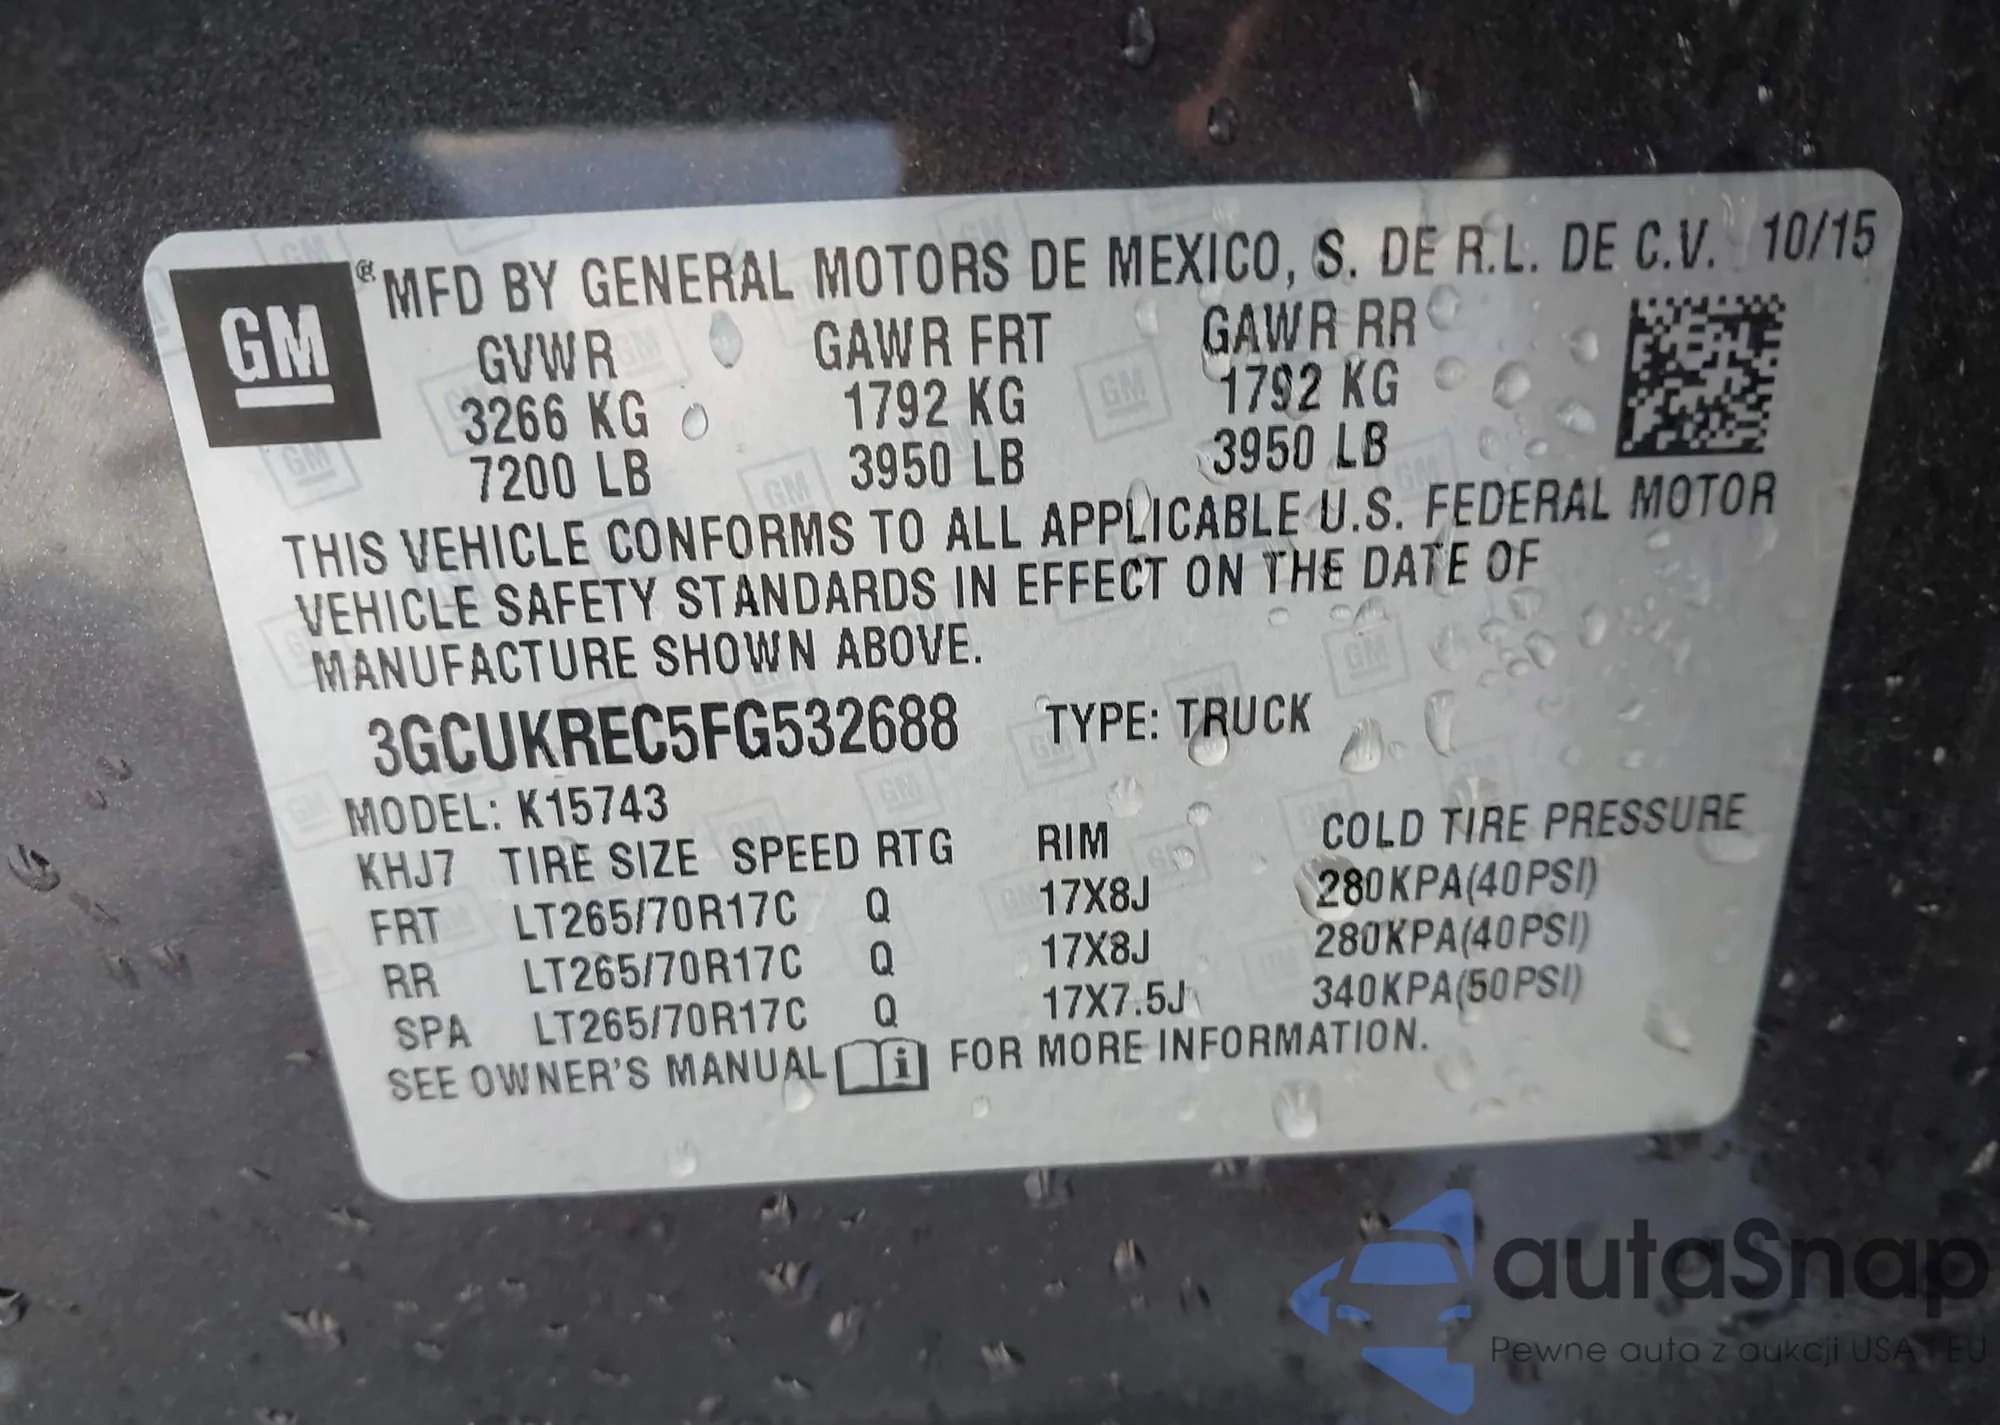 GM ® MFD BY GENERAL MOTORS DE MEXICO, S. DE R.L. DE C.V. 10/15
GVWR GAWR FRT GAWR RR
3266 KG 1792 KG 1792 KG
7200 LB 3950 LB 3950 LB
THIS VEHICLE CONFORMS TO ALL APPLICABLE U.S. FEDERAL MOTOR
VEHICLE SAFETY STANDARDS IN EFFECT ON THE DATE OF
MANUFACTURE SHOWN ABOVE.
3GCUKREC5FG532688 TYPE: TRUCK
MODEL: K15743
KHJ7 TIRE SIZE SPEED RTG RIM COLD TIRE PRESSURE
FRT LT265/70R17C Q 17X8J 280KPA(40PSI)
RR LT265/70R17C Q 17X8J 280KPA(40PSI)
SPA LT265/70R17C Q 17X7.5J 340KPA(50PSI)
SEE OWNER'S MANUAL i FOR MORE INFORMATION.
autaSnap
Pewne auta z aukcji USA i EU